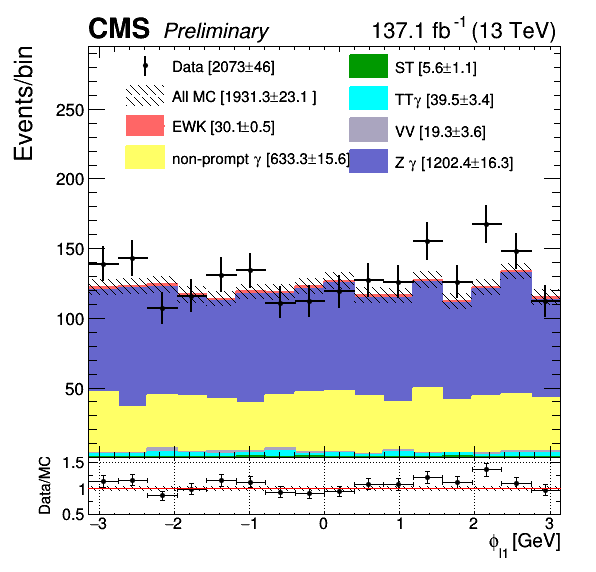 CMS Preliminary 137.1 fb⁻¹ (13 TeV)
Events/bin
Data [2073±46]
All MC [1931.3±23.1 ]
EWK [30.1±0.5]
non-prompt γ [633.3±15.6]
ST [5.6±1.1]
TTγ [39.5±3.4]
VV [19.3±3.6]
Z γ [1202.4±16.3]
250
200
150
100
50
Data/MC
1.5
1
0.5
−3 −2 −1 0 1 2 3
ϕ_l1 [GeV]